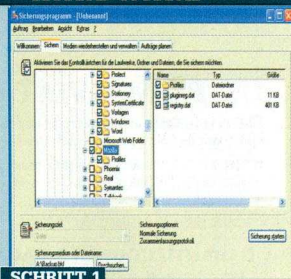 Sicherungsprogramm - [Unbenannt]
Auftrag Bearbeiten Ansicht Extras ?
Willkommen Sichern Medien wiederherstellen und verwalten Aufträge planen
Aktivieren Sie das Kontrollkästchen für die Laufwerke, Ordner und Dateien, die Sie sichern möchten.
Protect
Signatures
Stationery
SystemCertificate
Vorlagen
Windows
Word
Microsoft Web Folder
Mozilla
Profiles
Phoenix
Real
Symantec
Name Typ Größe
Profiles Dateiordner
pluginreg.dat DAT-Datei 11 KB
registry.dat DAT-Datei 401 KB
Sicherungsziel:
Datei
Sicherungsmedium oder Dateiname:
A:\Backup.bkf
Durchsuchen...
Sicherungsoptionen:
Normale Sicherung.
Zusammenfassungsprotokoll.
Sicherung starten
SCHRITT 1